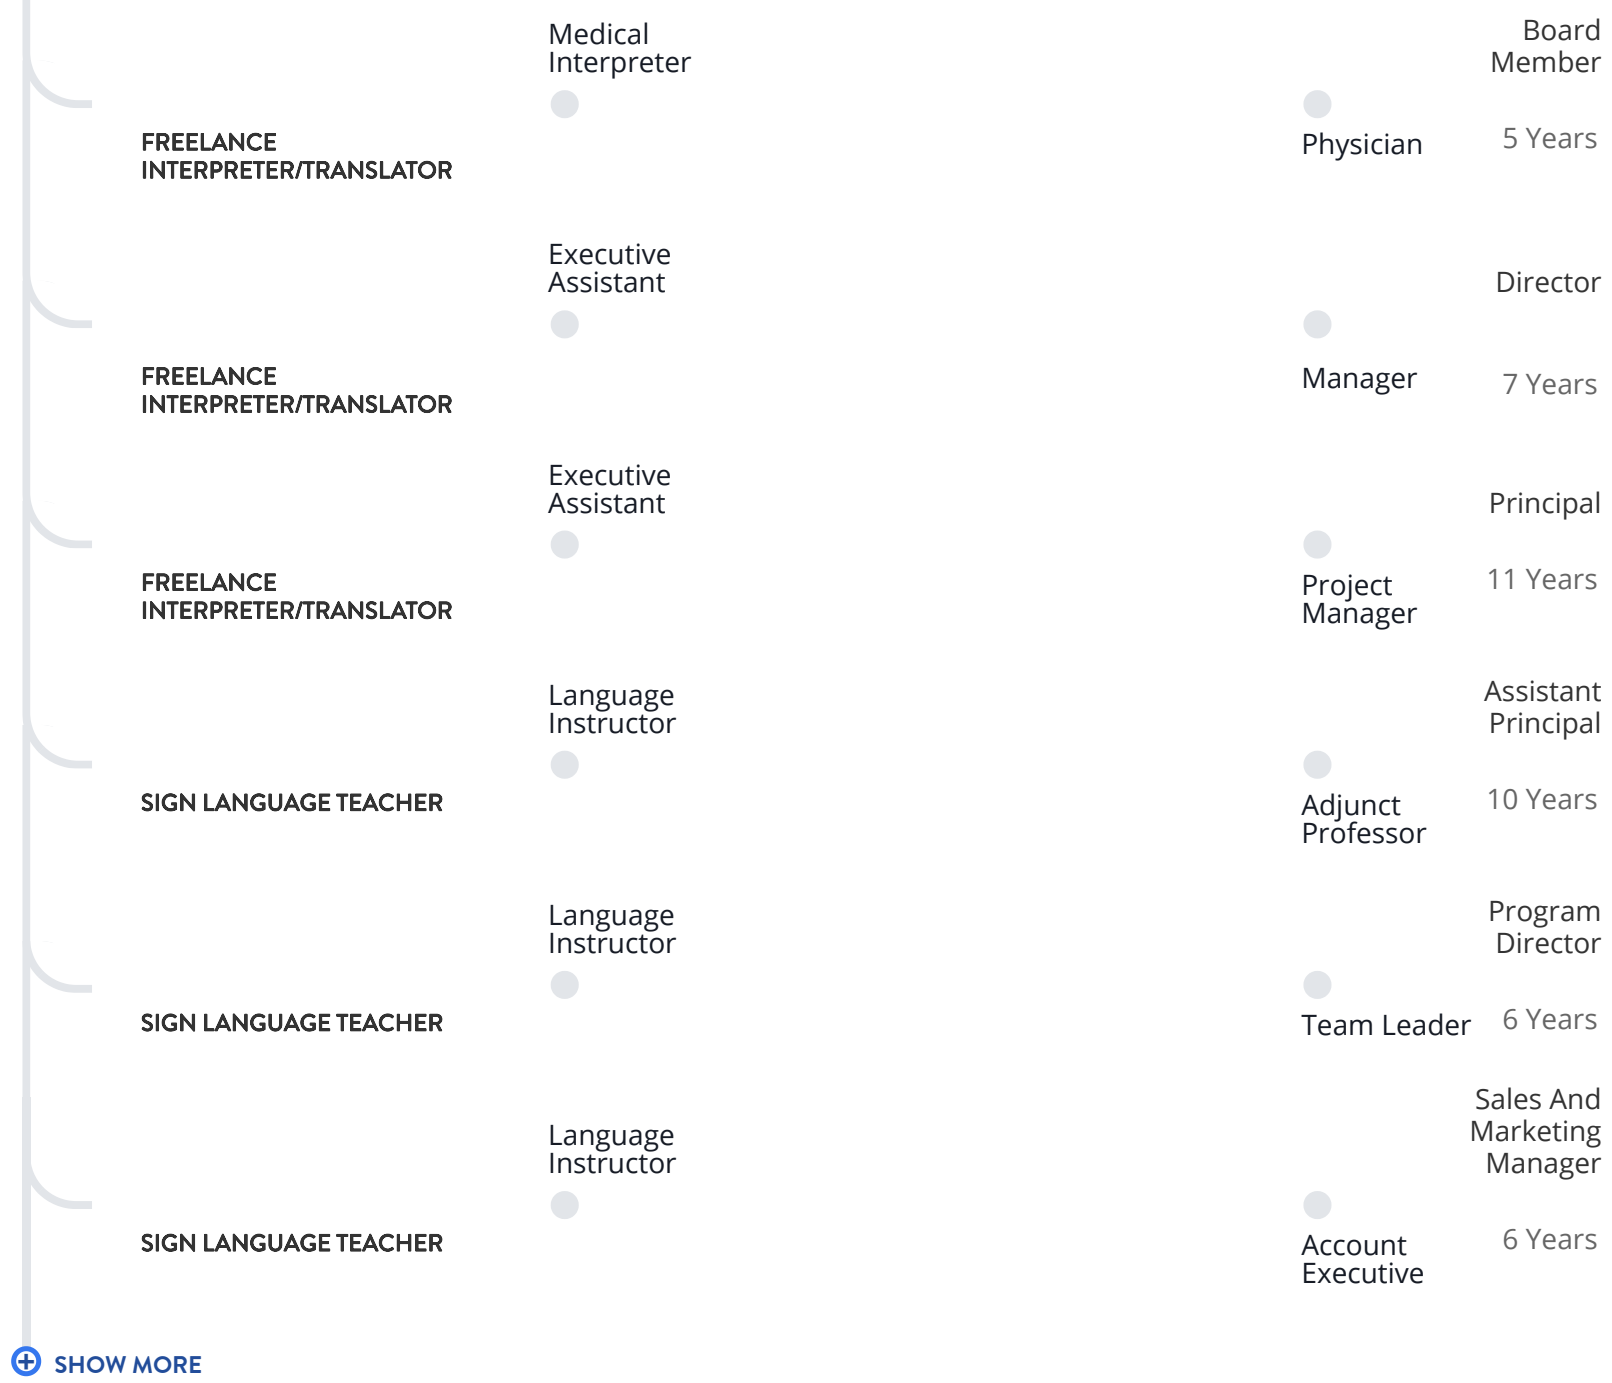 Medical
Interpreter
Board
Member
FREELANCE
INTERPRETER/TRANSLATOR
Physician
5 Years
Executive
Assistant
Director
FREELANCE
INTERPRETER/TRANSLATOR
Manager
7 Years
Executive
Assistant
Principal
FREELANCE
INTERPRETER/TRANSLATOR
Project
Manager
11 Years
Language
Instructor
Assistant
Principal
SIGN LANGUAGE TEACHER
Adjunct
Professor
10 Years
Language
Instructor
Program
Director
SIGN LANGUAGE TEACHER
Team Leader
6 Years
Language
Instructor
Sales And
Marketing
Manager
SIGN LANGUAGE TEACHER
Account
Executive
6 Years
SHOW MORE